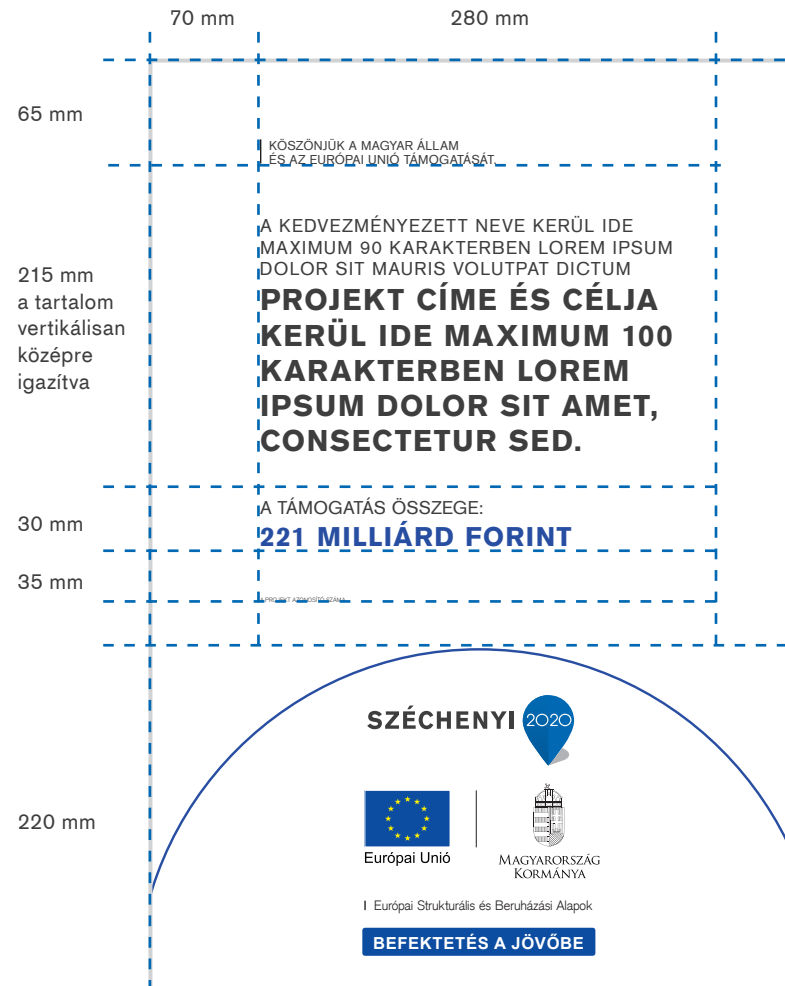 70 mm
280 mm
65 mm
KÖSZÖNJÜK A MAGYAR ÁLLAM
ÉS AZ EURÓPAI UNIÓ TÁMOGATÁSÁT.
A KEDVEZMÉNYEZETT NEVE KERÜL IDE
MAXIMUM 90 KARAKTERBEN LOREM IPSUM
DOLOR SIT MAURIS VOLUTPAT DICTUM
215 mm
a tartalom
vertikálisan
középre
igazítva
PROJEKT CÍME ÉS CÉLJA
KERÜL IDE MAXIMUM 100
KARAKTERBEN LOREM
IPSUM DOLOR SIT AMET,
CONSECTETUR SED.
30 mm
A TÁMOGATÁS ÖSSZEGE:
221 MILLIÁRD FORINT
35 mm
A PROJEKT AZONOSÍTÓ SZÁMA
SZÉCHENYI 2020
220 mm
Európai Unió
MAGYARORSZÁG
KORMÁNYA
Európai Strukturális és Beruházási Alapok
BEFEKTETÉS A JÖVŐBE